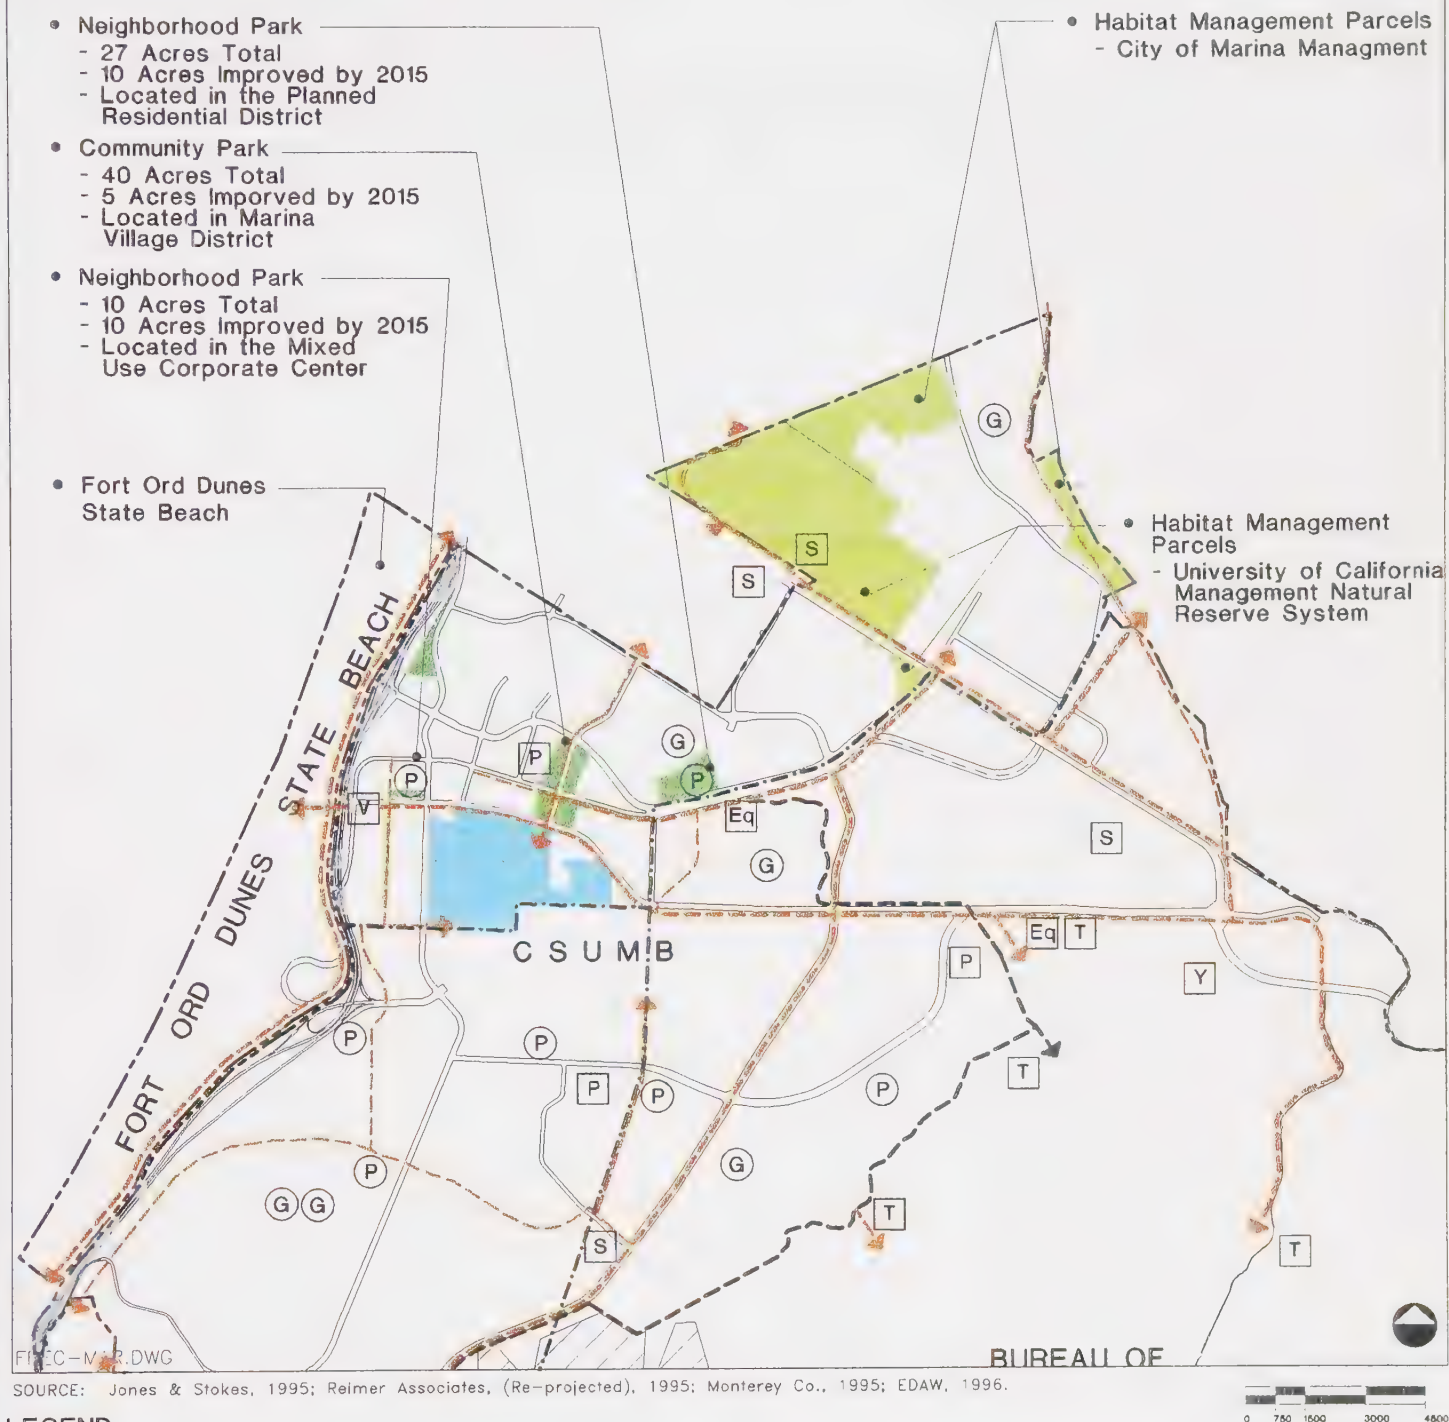 • Neighborhood Park
- 27 Acres Total
- 10 Acres Improved by 2015
- Located in the Planned
Residential District
• Community Park
- 40 Acres Total
- 5 Acres Imporved by 2015
- Located in Marina
Village District
• Neighborhood Park
- 10 Acres Total
- 10 Acres Improved by 2015
- Located in the Mixed
Use Corporate Center
• Fort Ord Dunes
State Beach
• Habitat Management Parcels
- City of Marina Managment
• Habitat Management
Parcels
- University of California
Management Natural
Reserve System
FORT ORD DUNES STATE BEACH
G
S
S
G
P
P
P
V
Eq
G
S
CSUMB
Eq T
P
Y
P
P
P
P
P
T
P
G
G G
T
S
T
BUREAU OF
SOURCE: Jones & Stokes, 1995; Reimer Associates, (Re-projected), 1995; Monterey Co., 1995; EDAW, 1996.
0 750 1500 3000 4500
LEGEND